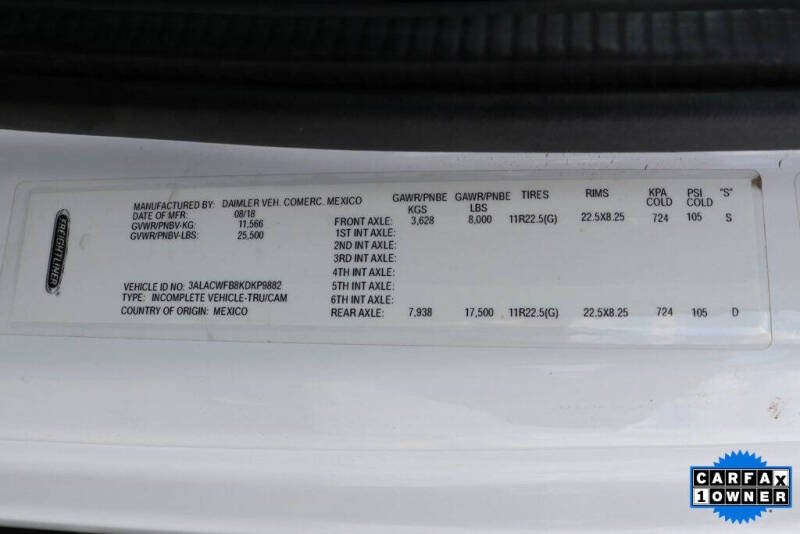 FREIGHTLINER
MANUFACTURED BY: DAIMLER VEH. COMERC. MEXICO
DATE OF MFR: 08/18
GVWR/PNBV-KG: 11,566
GVWR/PNBV-LBS: 25,500
VEHICLE ID NO.: 3ALACWFB8KDKP9882
TYPE: INCOMPLETE VEHICLE-TRU/CAM
COUNTRY OF ORIGIN: MEXICO
GAWR/PNBE KGS GAWR/PNBE LBS TIRES RIMS KPA COLD PSI COLD "S"
FRONT AXLE: 3,628 8,000 11R22.5(G) 22.5X8.25 724 105 S
1ST INT AXLE:
2ND INT AXLE:
3RD INT AXLE:
4TH INT AXLE:
5TH INT AXLE:
6TH INT AXLE:
REAR AXLE: 7,938 17,500 11R22.5(G) 22.5X8.25 724 105 D
CARFAX
1 OWNER